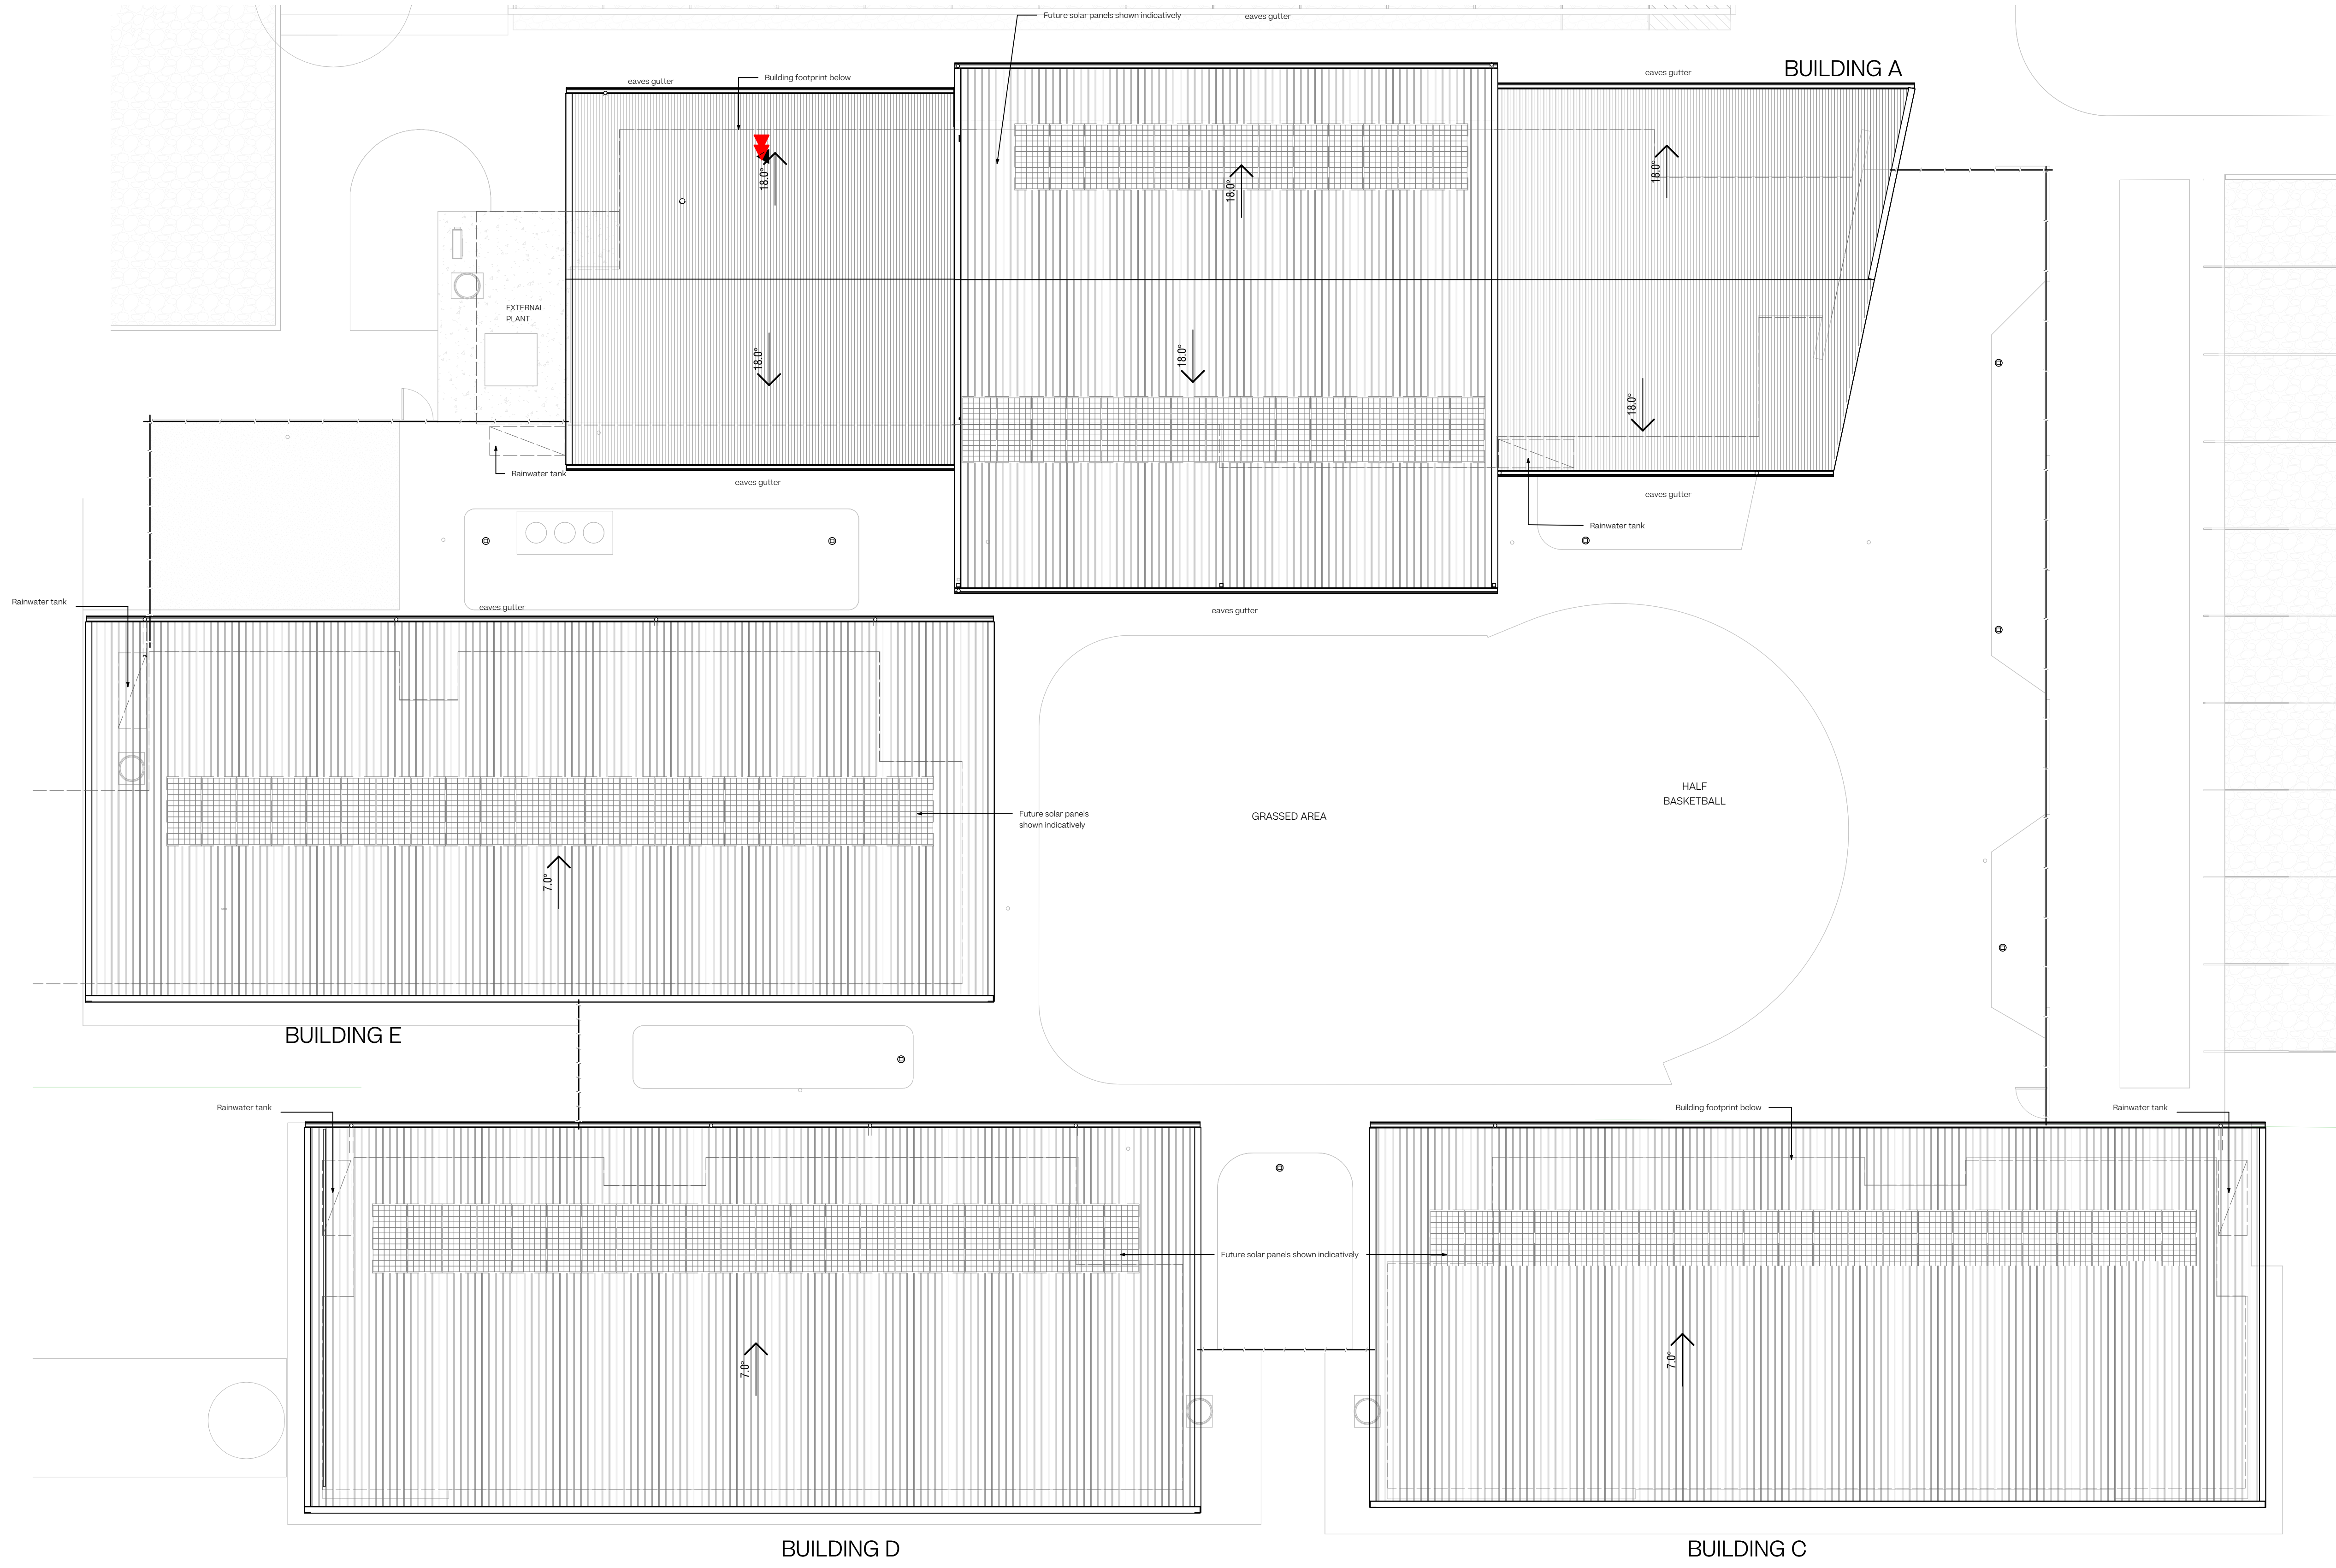 Future solar panels shown indicatively
eaves gutter
BUILDING A
eaves gutter
Building footprint below
eaves gutter
18.0°
18.0°
18.0°
EXTERNAL
PLANT
18.0°
18.0°
18.0°
Rainwater tank
eaves gutter
eaves gutter
Rainwater tank
Rainwater tank
eaves gutter
eaves gutter
HALF
BASKETBALL
GRASSED AREA
Future solar panels
shown indicatively
7.0°
BUILDING E
Rainwater tank
Building footprint below
Rainwater tank
Future solar panels shown indicatively
7.0°
7.0°
BUILDING D
BUILDING C